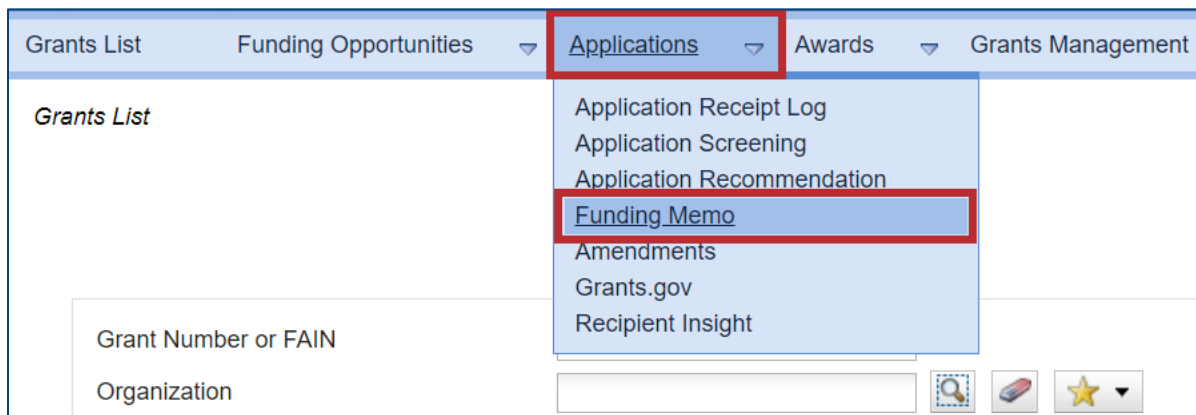 Grants List Funding Opportunities Applications Awards Grants Management
Grants List
Application Receipt Log
Application Screening
Application Recommendation
Funding Memo
Amendments
Grants.gov
Recipient Insight
Grant Number or FAIN
Organization